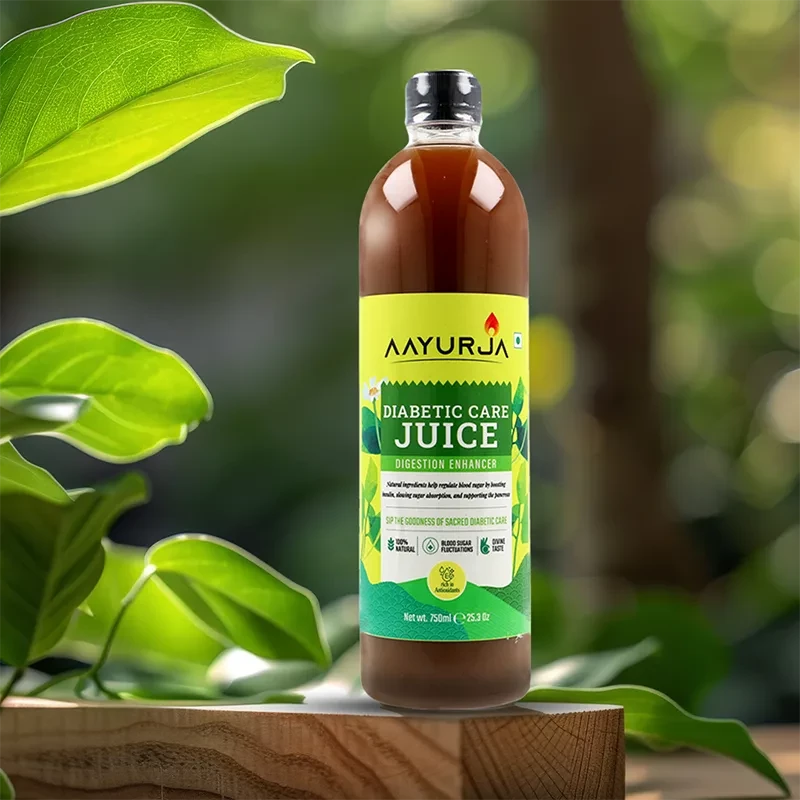 AAYURJA
DIABETIC CARE
JUICE
DIGESTION ENHANCER
Natural ingredients help regulate blood sugar by boosting
insulin, slowing sugar absorption, and supporting the pancreas
SIP THE GOODNESS OF SACRED DIABETIC CARE
100%
NATURAL
BLOOD SUGAR
FLUCTUATIONS
DIVINE
TASTE
rich in
Antioxidants
Net wt. 750ml ℮ 25.3 Oz